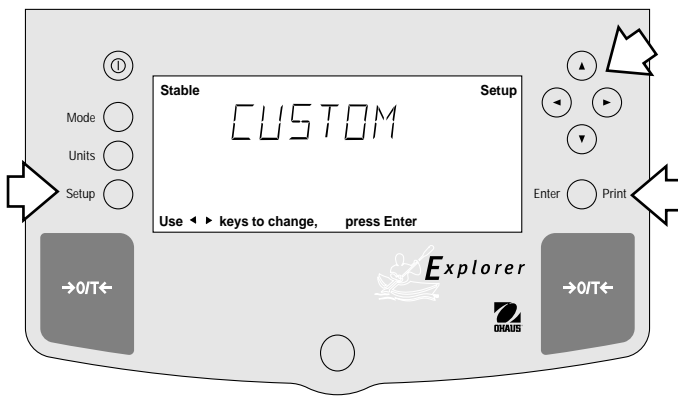 Stable Setup
CUSTOM
Use ◄ ► keys to change, press Enter
Mode
Units
Setup
Enter Print
→0/T←
→0/T←
Explorer
OHAUS